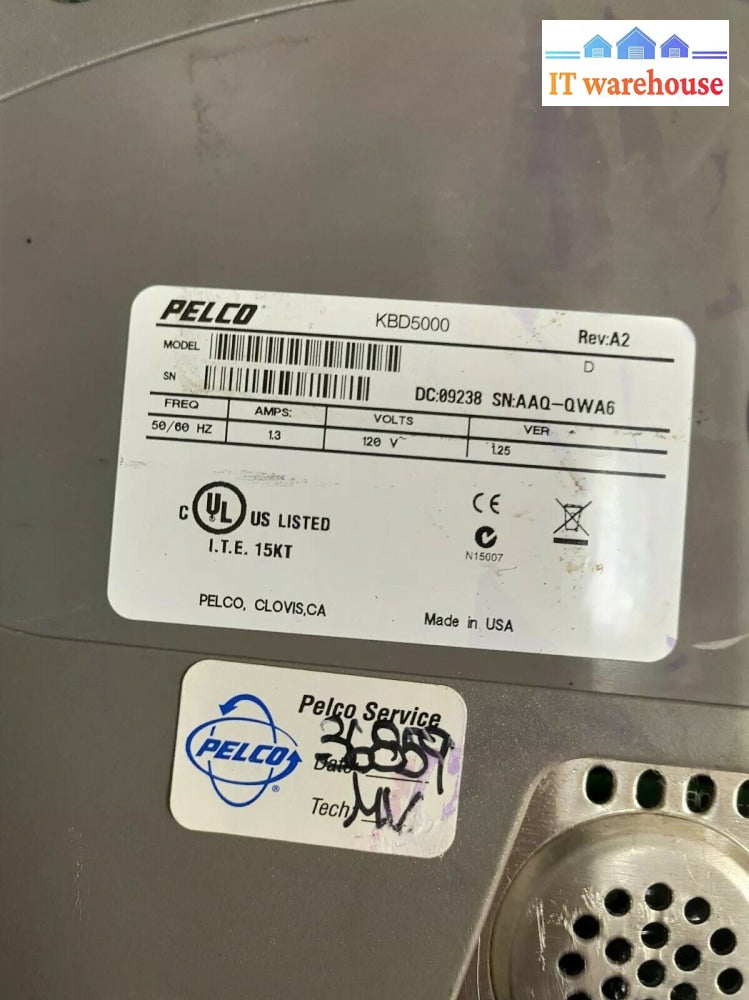 IT warehouse
PELCO KBD5000 Rev:A2
MODEL D
SN DC:09238 SN:AAQ-QWA6
FREQ AMPS: VOLTS VER
50/60 HZ 1.3 120 V~ 1.25
C UL US LISTED CE
I.T.E. 15KT N15007
PELCO, CLOVIS,CA Made in USA
Pelco Service
PELCO® Date 36859
Tech MV